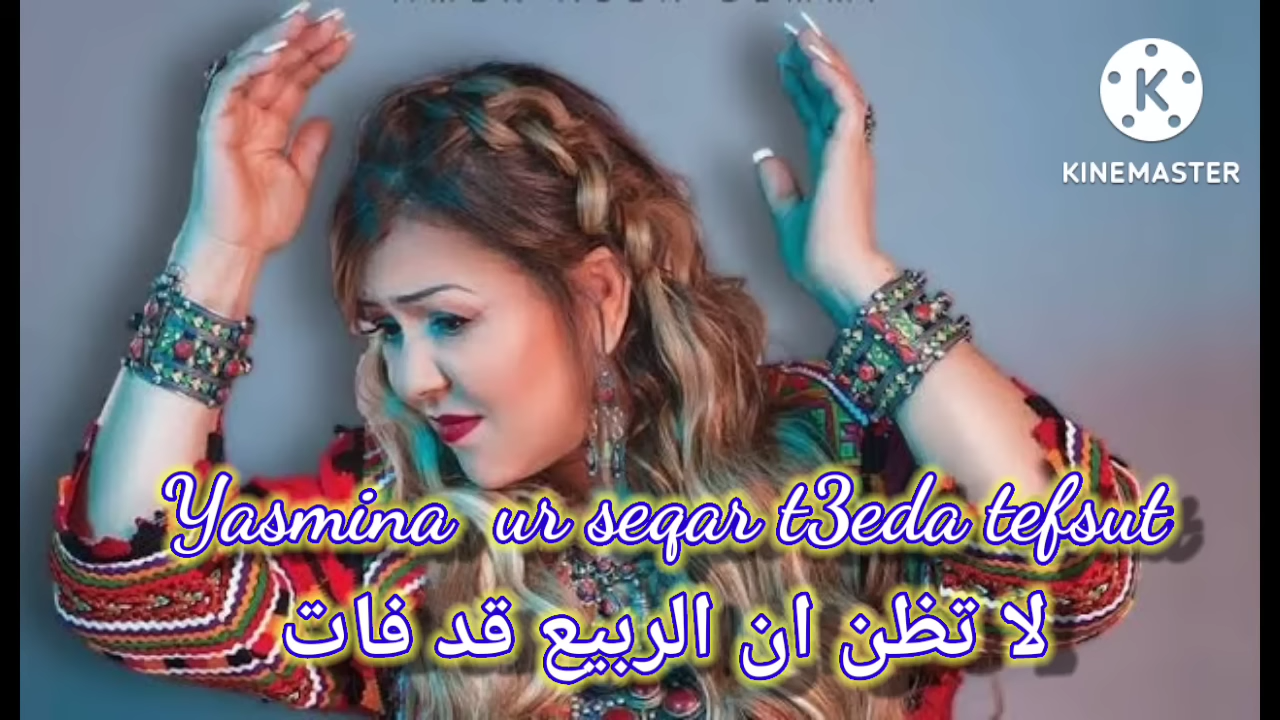 KINEMASTER
Yasmina ur seqar t3eda tefsut
لا تظن ان الربيع قد فات